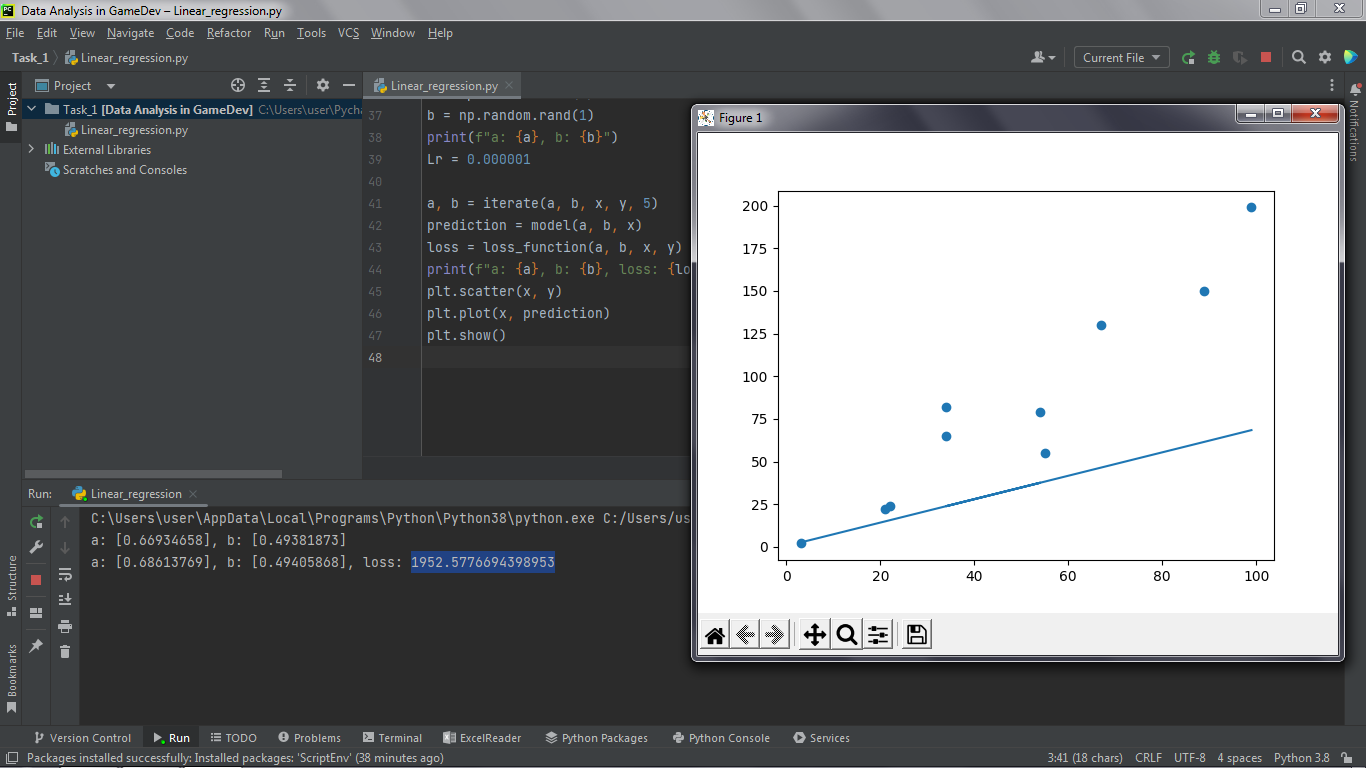 Data Analysis in GameDev – Linear_regression.py
File Edit View Navigate Code Refactor Run Tools VCS Window Help
Task_1 Linear_regression.py
Current File
Project
Project
Linear_regression.py
Notifications
Task_1 [Data Analysis in GameDev] C:\Users\user\Pycha
Linear_regression.py
External Libraries
Scratches and Consoles
37 b = np.random.rand(1)
38 print(f"a: {a}, b: {b}")
39 Lr = 0.000001
40
41 a, b = iterate(a, b, x, y, 5)
42 prediction = model(a, b, x)
43 loss = loss_function(a, b, x, y)
44 print(f"a: {a}, b: {b}, loss: {lo
45 plt.scatter(x, y)
46 plt.plot(x, prediction)
47 plt.show()
48
Figure 1
200
175
150
125
100
75
50
25
0
0 20 40 60 80 100
Run: Linear_regression
C:\Users\user\AppData\Local\Programs\Python\Python38\python.exe C:/Users/us
a: [0.66934658], b: [0.49381873]
a: [0.68613769], b: [0.49405868], loss: 1952.5776694398953
Structure
Bookmarks
Version Control Run TODO Problems Terminal ExcelReader Python Packages Python Console Services
Packages installed successfully: Installed packages: 'ScriptEnv' (38 minutes ago) 3:41 (18 chars) CRLF UTF-8 4 spaces Python 3.8